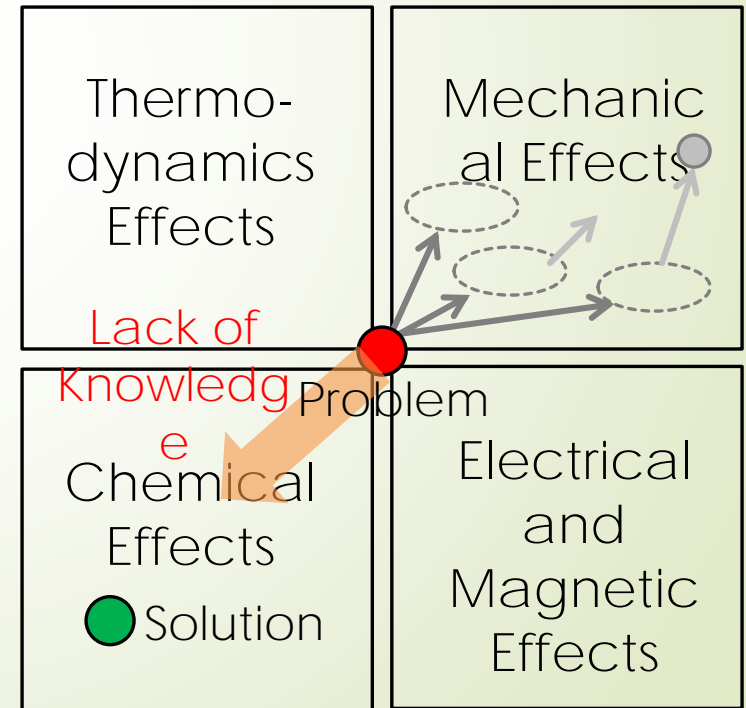 Thermo-
dynamics
Effects
Mechanic
al Effects
Lack of
Knowledg
e
Problem
Chemical
Effects
Solution
Electrical
and
Magnetic
Effects